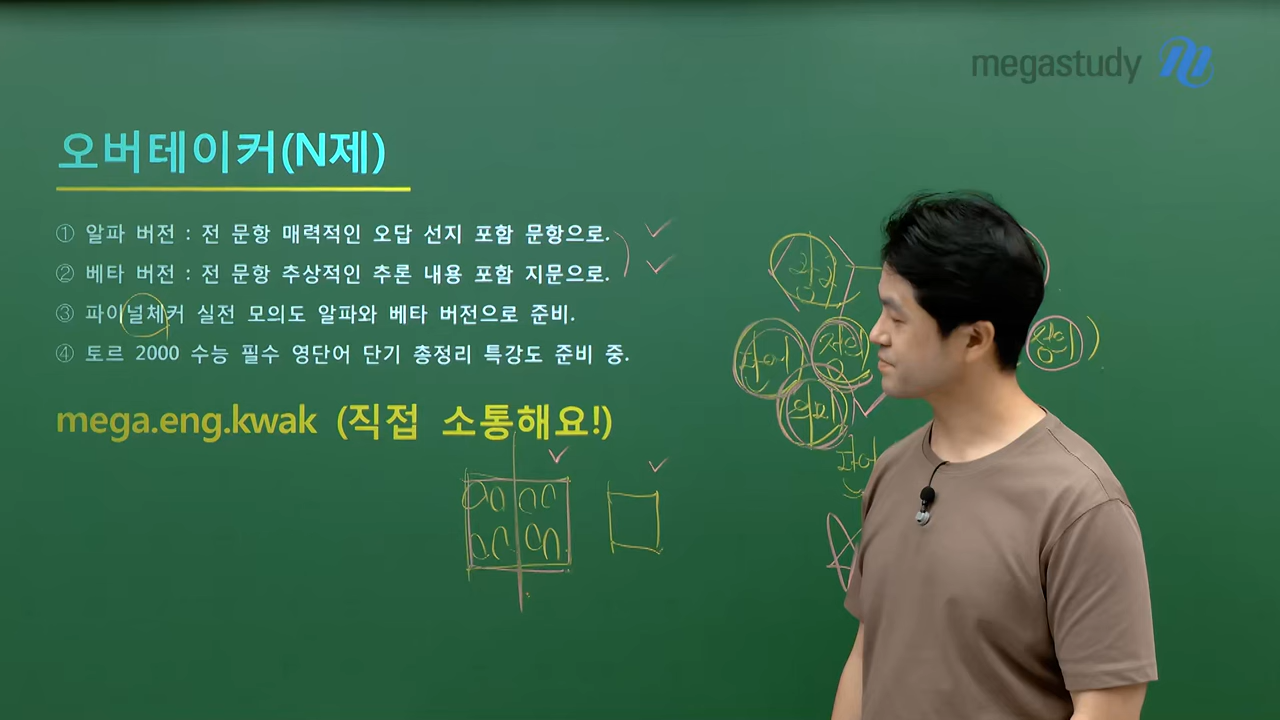 megastudy
오버테이커(N제)
① 알파 버전 : 전 문항 매력적인 오답 선지 포함 문항으로.
② 베타 버전 : 전 문항 추상적인 추론 내용 포함 지문으로.
③ 파이널체커 실전 모의도 알파와 베타 버전으로 준비.
④ 토르 2000 수능 필수 영단어 단기 총정리 특강도 준비 중.
mega.eng.kwak (직접 소통해요!)